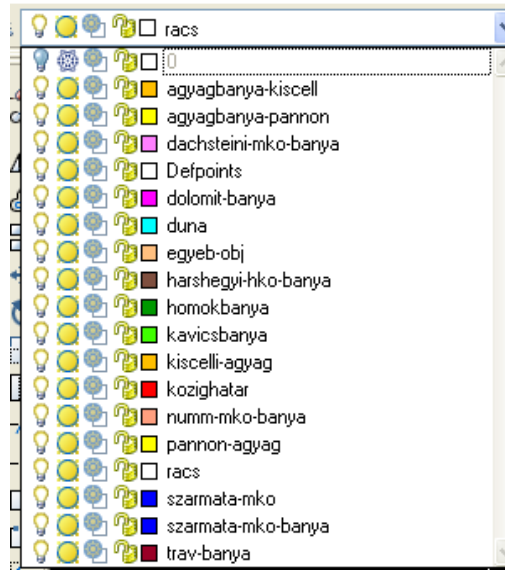 racs
0
agyagbanya-kiscell
agyagbanya-pannon
dachsteini-mko-banya
Defpoints
dolomit-banya
duna
egyeb-obj
harshegyi-hko-banya
homokbanya
kavicsbanya
kiscelli-agyag
kozighatar
numm-mko-banya
pannon-agyag
racs
szarmata-mko
szarmata-mko-banya
trav-banya